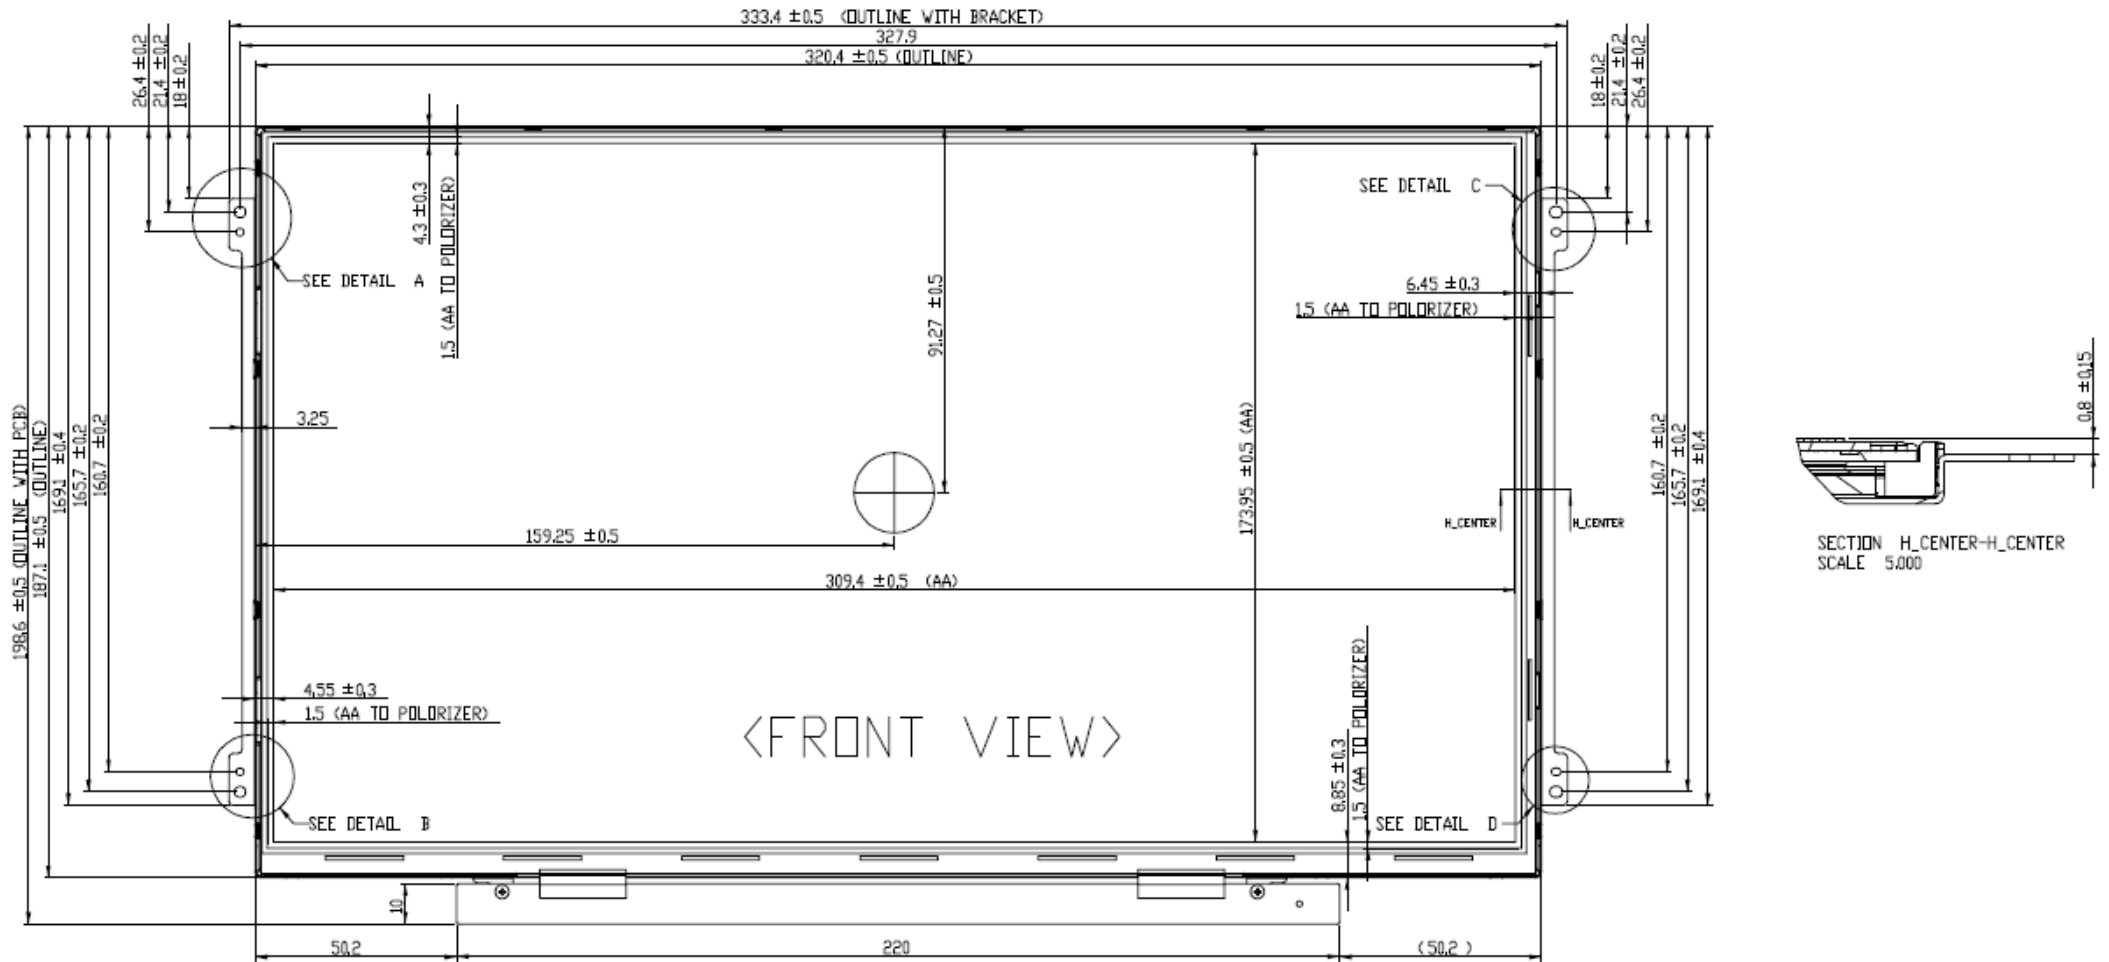 333.4 ±0.5 (OUTLINE WITH BRACKET)
327.9
320.4 ±0.5 (OUTLINE)
26.4 ±0.2
21.4 ±0.2
18±0.2
18±0.2
21.4 ±0.2
26.4 ±0.2
SEE DETAIL A
4.3 ±0.3
1.5 (AA TO POLORIZER)
91.27 ±0.5
SEE DETAIL C
6.45 ±0.3
1.5 (AA TO POLORIZER)
3.25
198.6 ±0.5 (OUTLINE WITH PCB)
187.1 ±0.5 (OUTLINE)
169.1 ±0.4
165.7 ±0.2
160.7 ±0.2
173.95 ±0.5 (AA)
160.7 ±0.2
165.7 ±0.2
169.1 ±0.4
0.8 ±0.15
H_CENTER
H_CENTER
159.25 ±0.5
SECTION H_CENTER-H_CENTER
SCALE 5.000
309.4 ±0.5 (AA)
4.55 ±0.3
1.5 (AA TO POLORIZER)
<FRONT VIEW>
8.85 ±0.3
1.5 (AA TO POLORIZER)
SEE DETAIL B
SEE DETAIL D
10
50.2
220
(50.2)